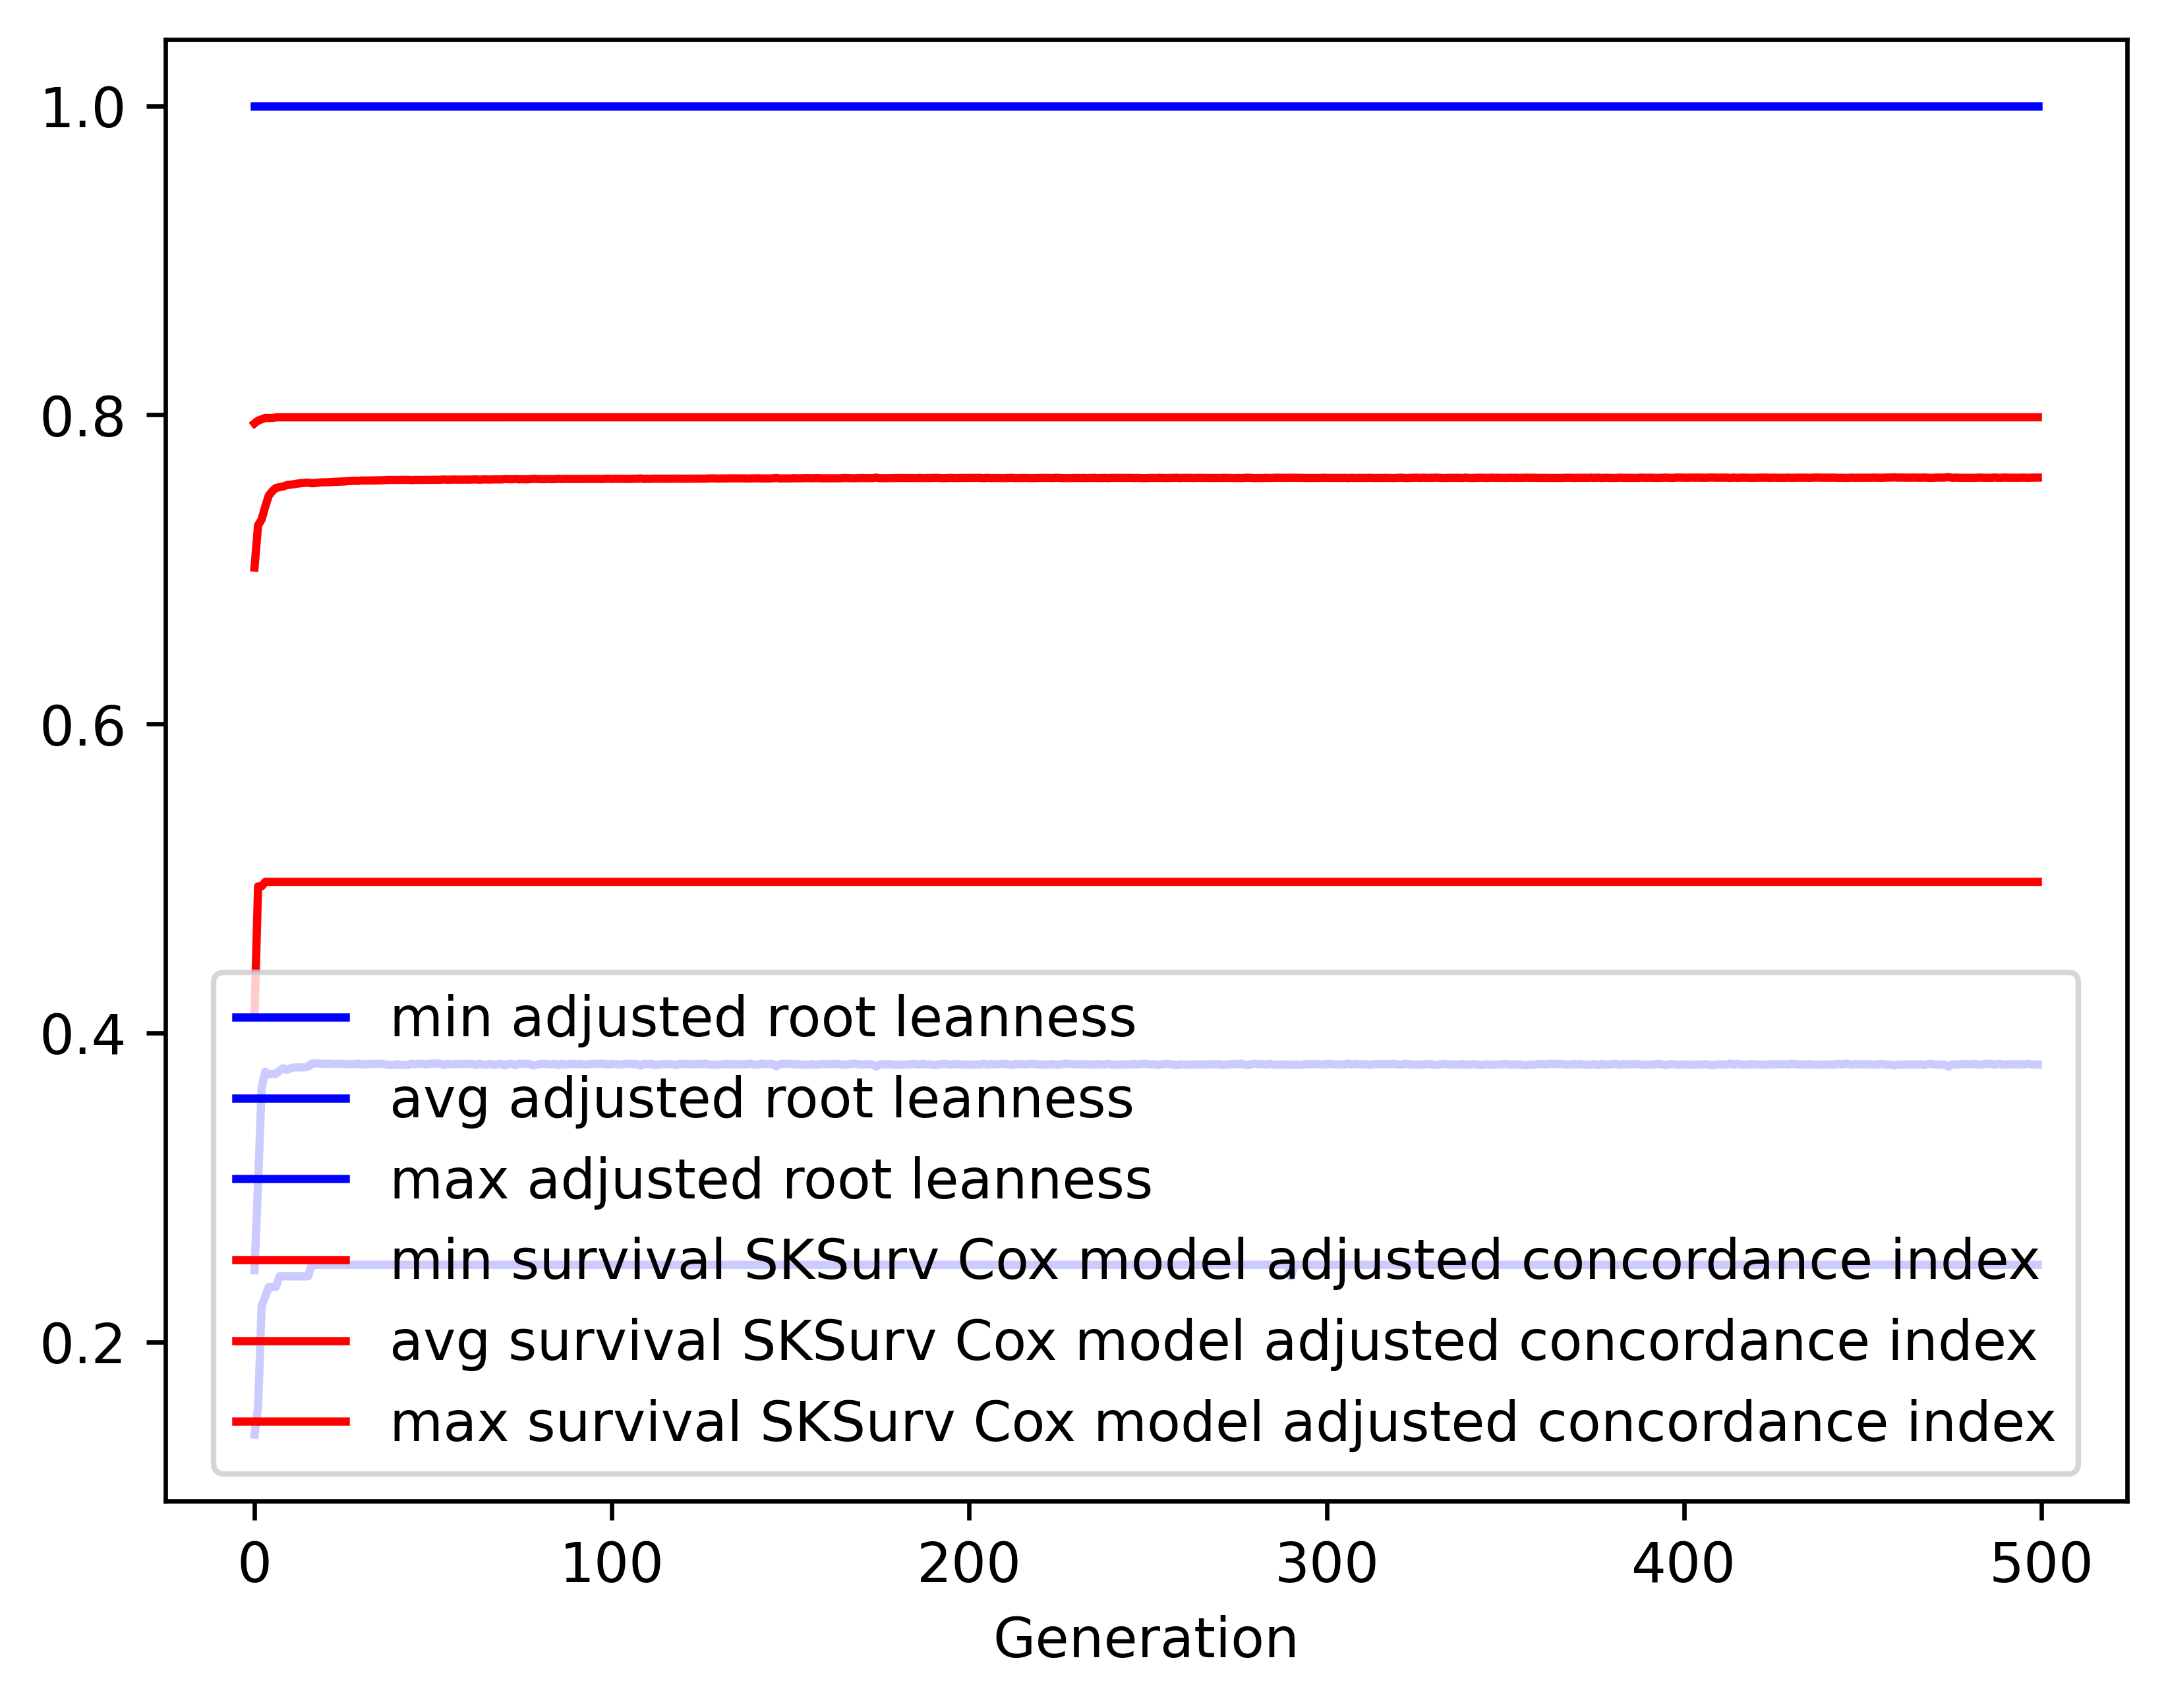 1.0
0.8
0.6
0.4
0.2
min adjusted root leanness
avg adjusted root leanness
max adjusted root leanness
min survival SKSurv Cox model adjusted concordance index
avg survival SKSurv Cox model adjusted concordance index
max survival SKSurv Cox model adjusted concordance index
0 100 200 300 400 500
Generation